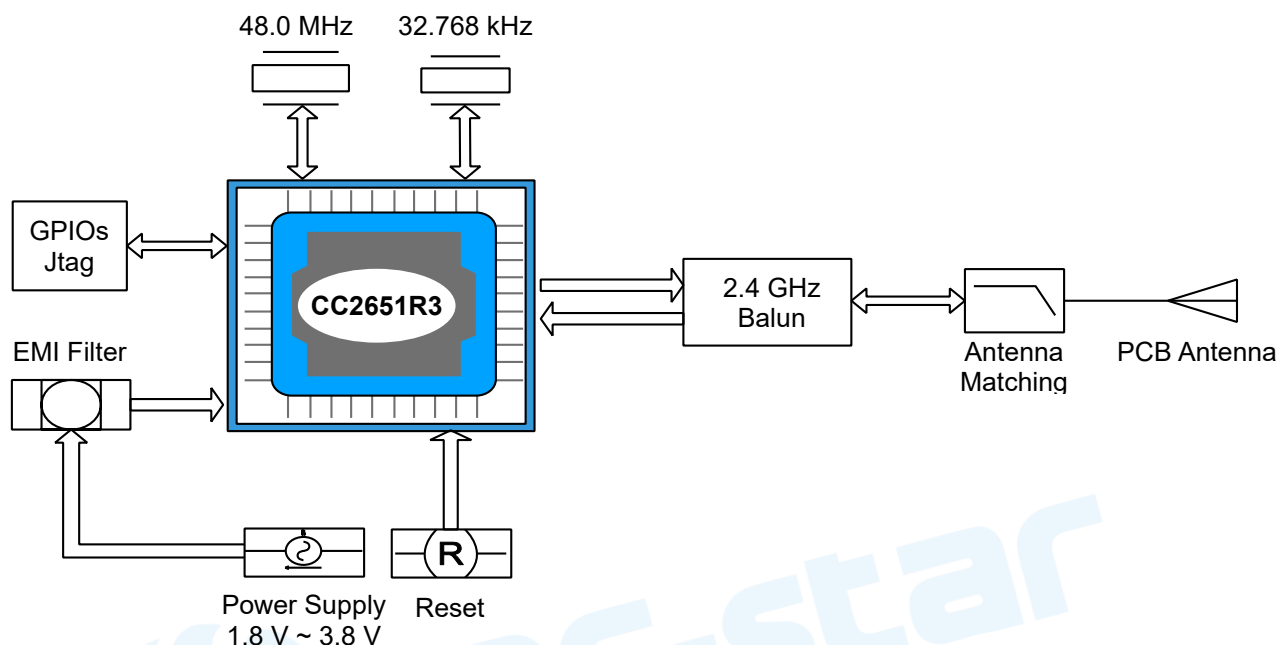 48.0 MHz
32.768 kHz
GPIOs
Jtag
CC2651R3
2.4 GHz
Balun
EMI Filter
Antenna
Matching
PCB Antenna
R
Power Supply
1.8 V ~ 3.8 V
Reset